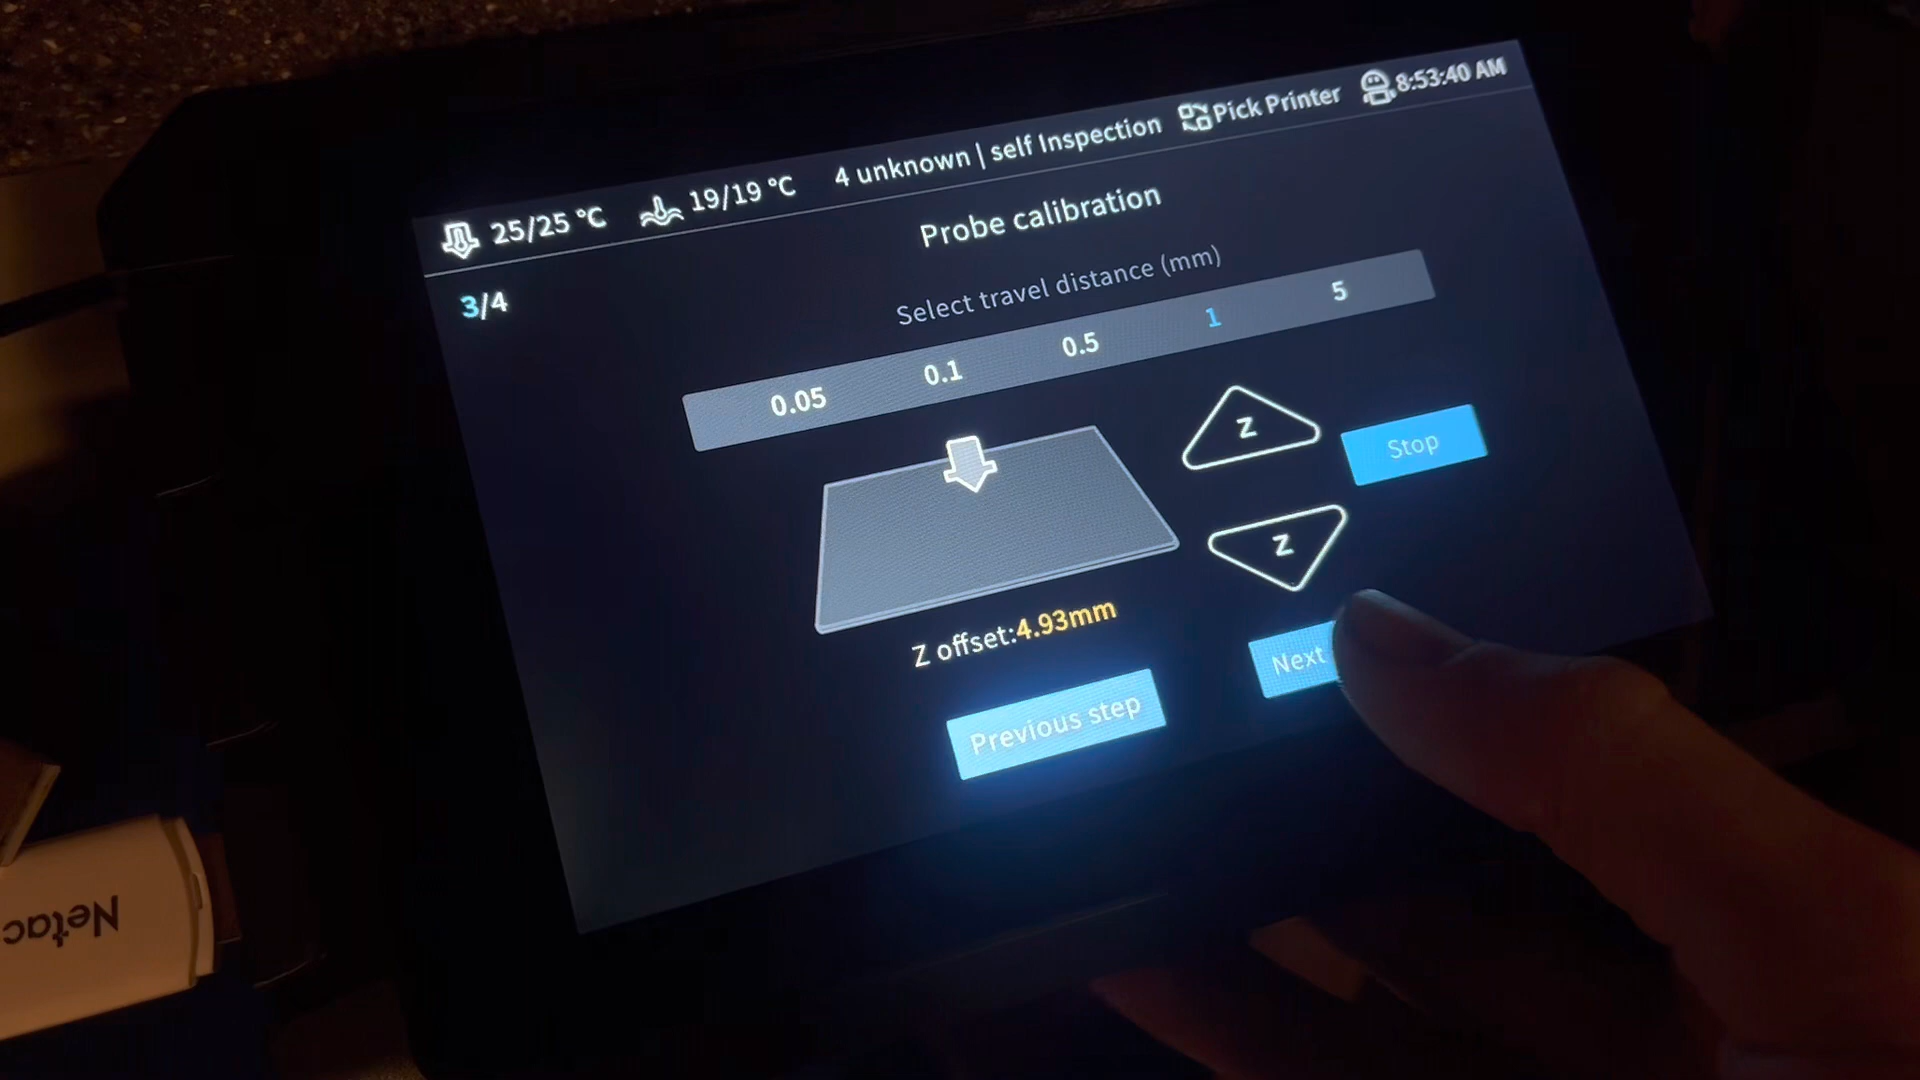 25/25 °C 19/19 °C 4 unknown | self Inspection Pick Printer 8:53:40 AM
Probe calibration
3/4
Select travel distance (mm)
0.05 0.1 0.5 1 5
Z
Stop
Z
Z offset:4.93mm
Previous step Next
Netac